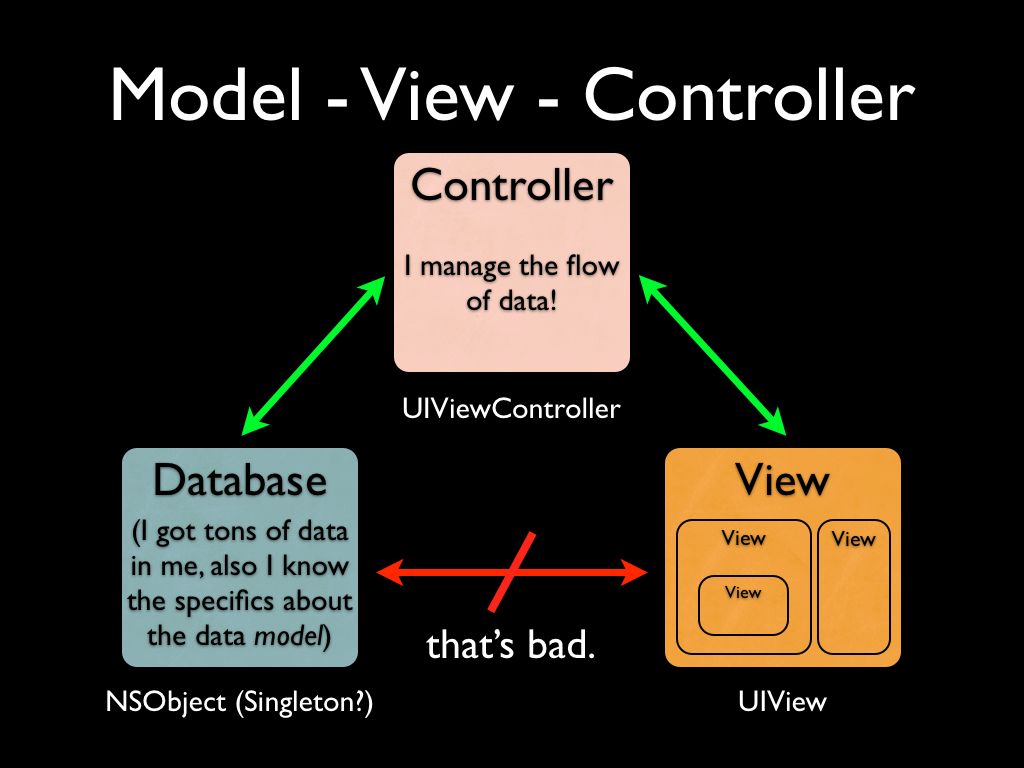 Model - View - Controller
Controller
I manage the flow
of data!
UIViewController
Database
(I got tons of data
in me, also I know
the specifics about
the data model)
NSObject (Singleton?)
that's bad.
View
View
View
View
UIView